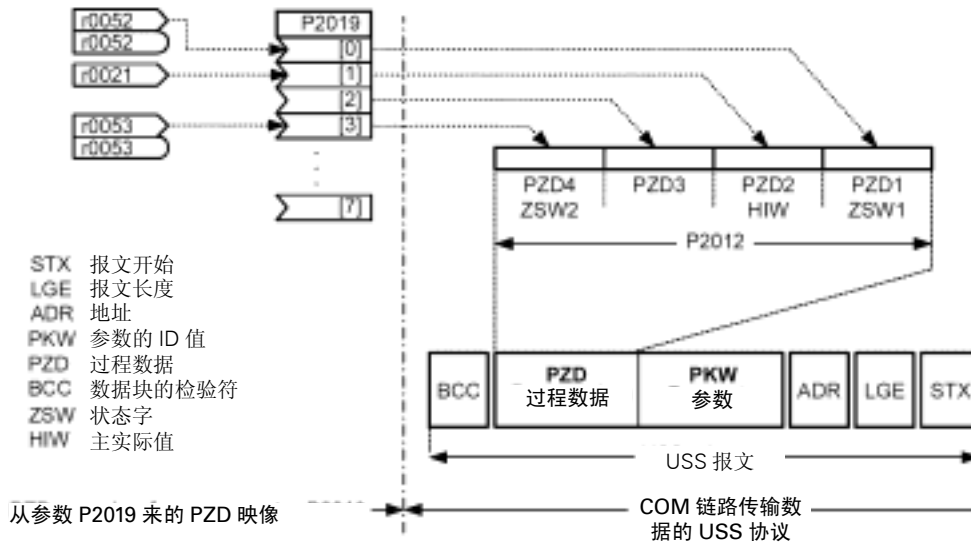 r0052
r0052
r0021
r0053
r0053
P2019
[0]
[1]
[2]
[3]
[7]
PZD4 PZD3 PZD2 PZD1
ZSW2 HIW ZSW1
P2012
STX 报文开始
LGE 报文长度
ADR 地址
PKW 参数的 ID 值
PZD 过程数据
BCC 数据块的检验符
ZSW 状态字
HIW 主实际值
BCC PZD 过程数据 PKW 参数 ADR LGE STX
USS 报文
从参数 P2019 来的 PZD 映像
COM 链路传输数
据的 USS 协议